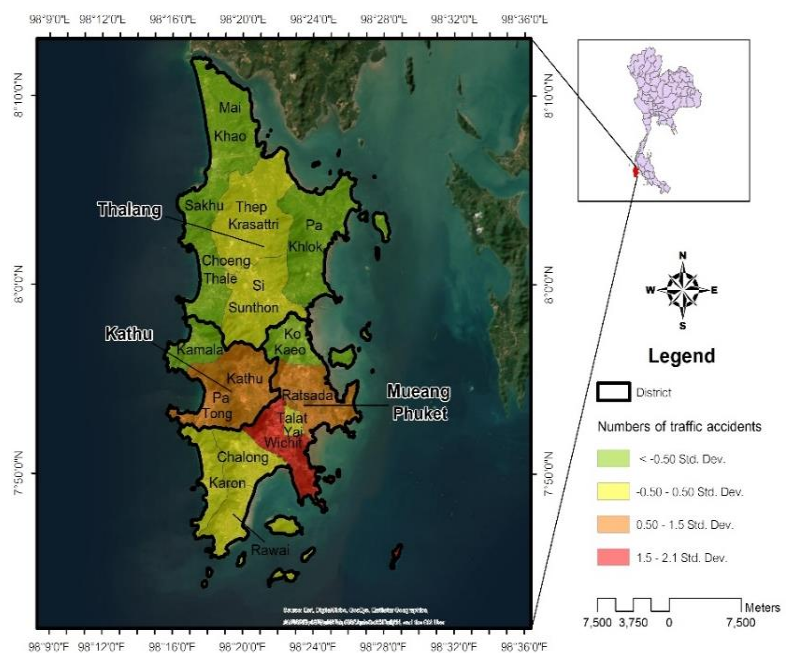 98°9'0"E 98°12'0"E 98°16'0"E 98°20'0"E 98°24'0"E 98°28'0"E 98°32'0"E 98°36'0"E
8°10'0"N
8°0'0"N
7°50'0"N
Mai
Khao
Sakhu
Thep
Krasattri
Pa
Khlok
Thalang
Choeng
Thale
Si
Sunthon
Kathu
Kamala
Ko
Kaeo
Kathu
Pa
Tong
Ratsada
Mueang
Phuket
Talat
Yai
Wichit
Chalong
Karon
Rawai
8°10'0"N
8°0'0"N
7°50'0"N
98°9'0"E 98°12'0"E 98°16'0"E 98°20'0"E 98°24'0"E 98°28'0"E 98°32'0"E 98°36'0"E
N
W E
S
Legend
District
Numbers of traffic accidents
< -0.50 Std. Dev.
-0.50 - 0.50 Std. Dev.
0.50 - 1.5 Std. Dev.
1.5 - 2.1 Std. Dev.
Meters
7,500 3,750 0 7,500